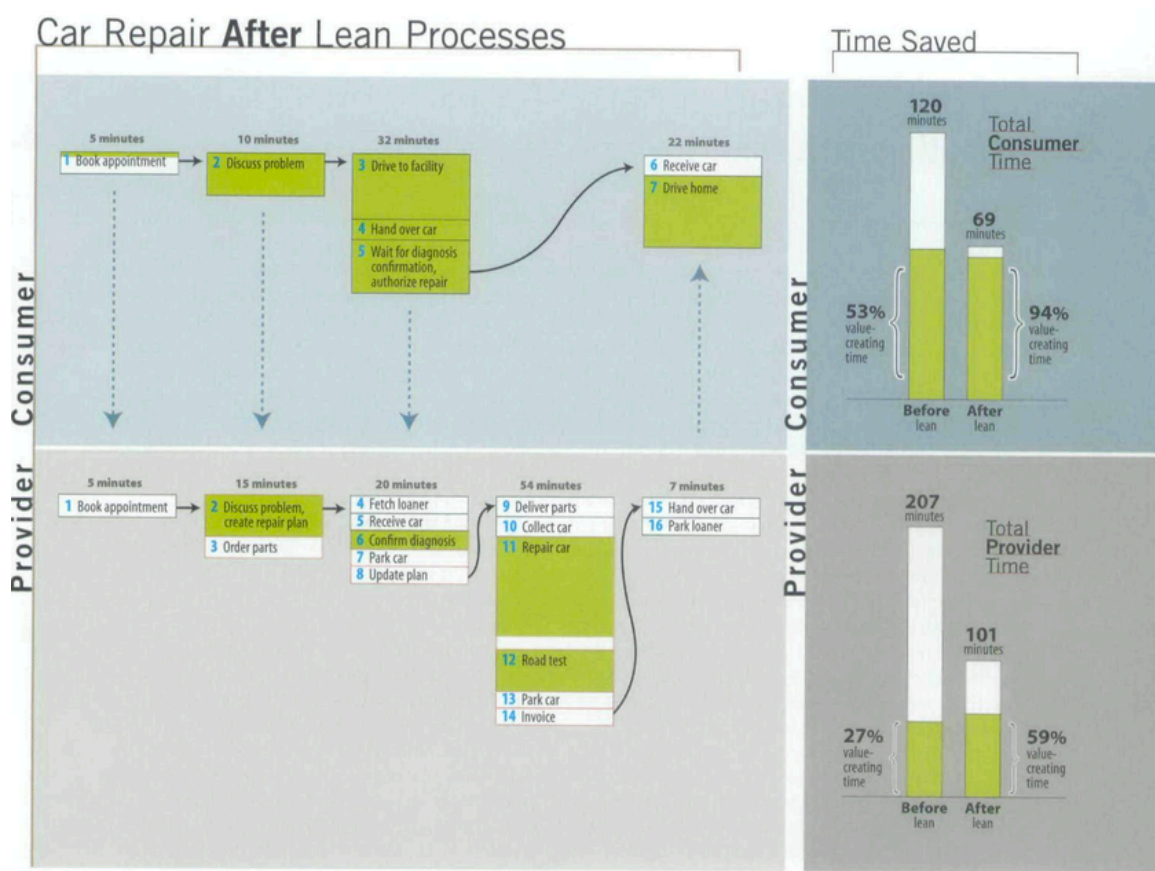 Car Repair After Lean Processes
Time Saved
Consumer
5 minutes
1 Book appointment
10 minutes
2 Discuss problem
32 minutes
3 Drive to facility
4 Hand over car
5 Wait for diagnosis
confirmation,
authorize repair
22 minutes
6 Receive car
7 Drive home
Provider
5 minutes
1 Book appointment
15 minutes
2 Discuss problem,
create repair plan
3 Order parts
20 minutes
4 Fetch loaner
5 Receive car
6 Confirm diagnosis
7 Park car
8 Update plan
54 minutes
9 Deliver parts
10 Collect car
11 Repair car
12 Road test
13 Park car
14 Invoice
7 minutes
15 Hand over car
16 Park loaner
Consumer
120
minutes
Total
Consumer
Time
69
minutes
53%
value-
creating
time
94%
value-
creating
time
Before
lean
After
lean
Provider
207
minutes
Total
Provider
Time
101
minutes
27%
value-
creating
time
59%
value-
creating
time
Before
lean
After
lean